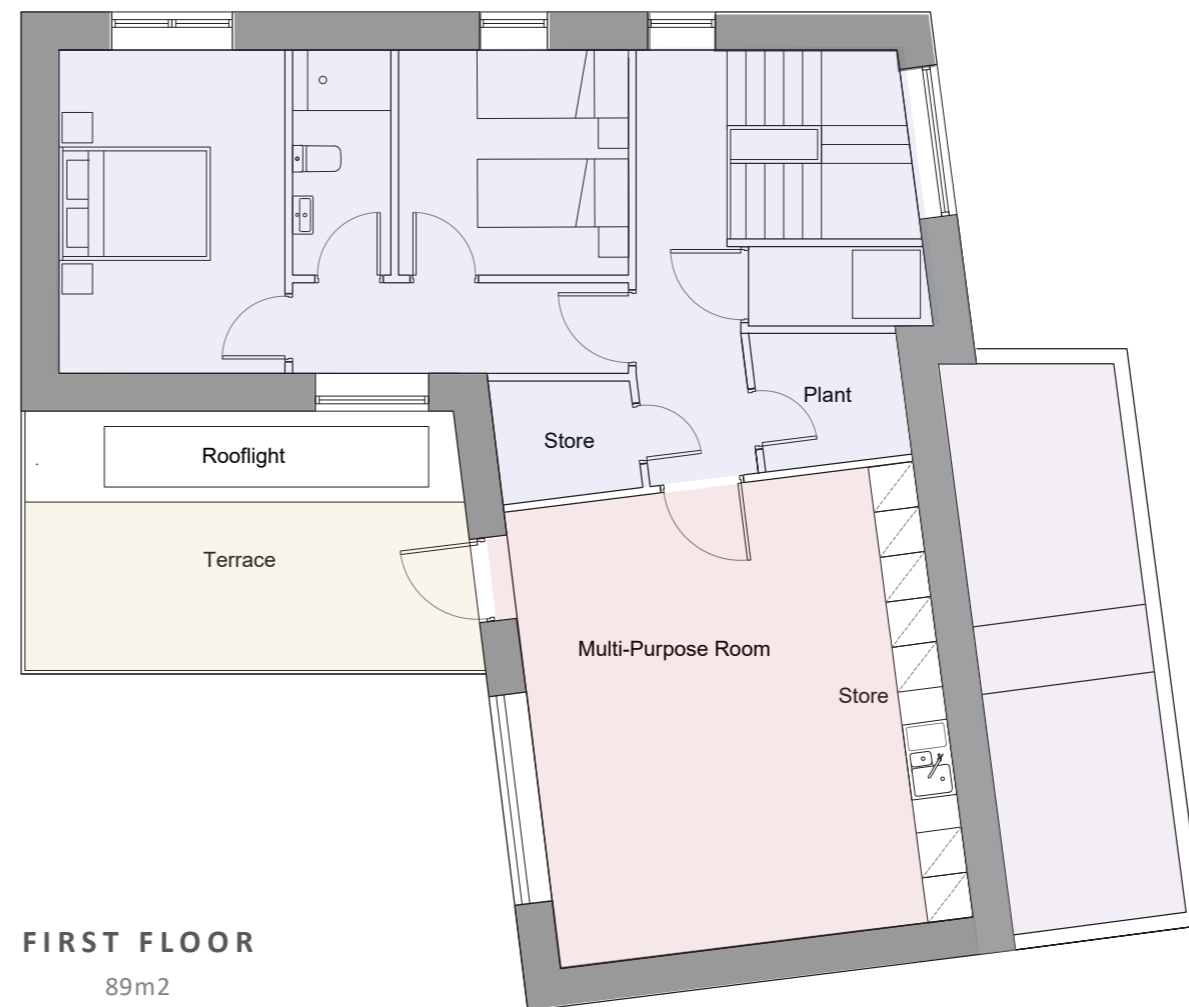 Plant
Store
Rooflight
Terrace
Multi-Purpose Room
Store
FIRST FLOOR
89m2